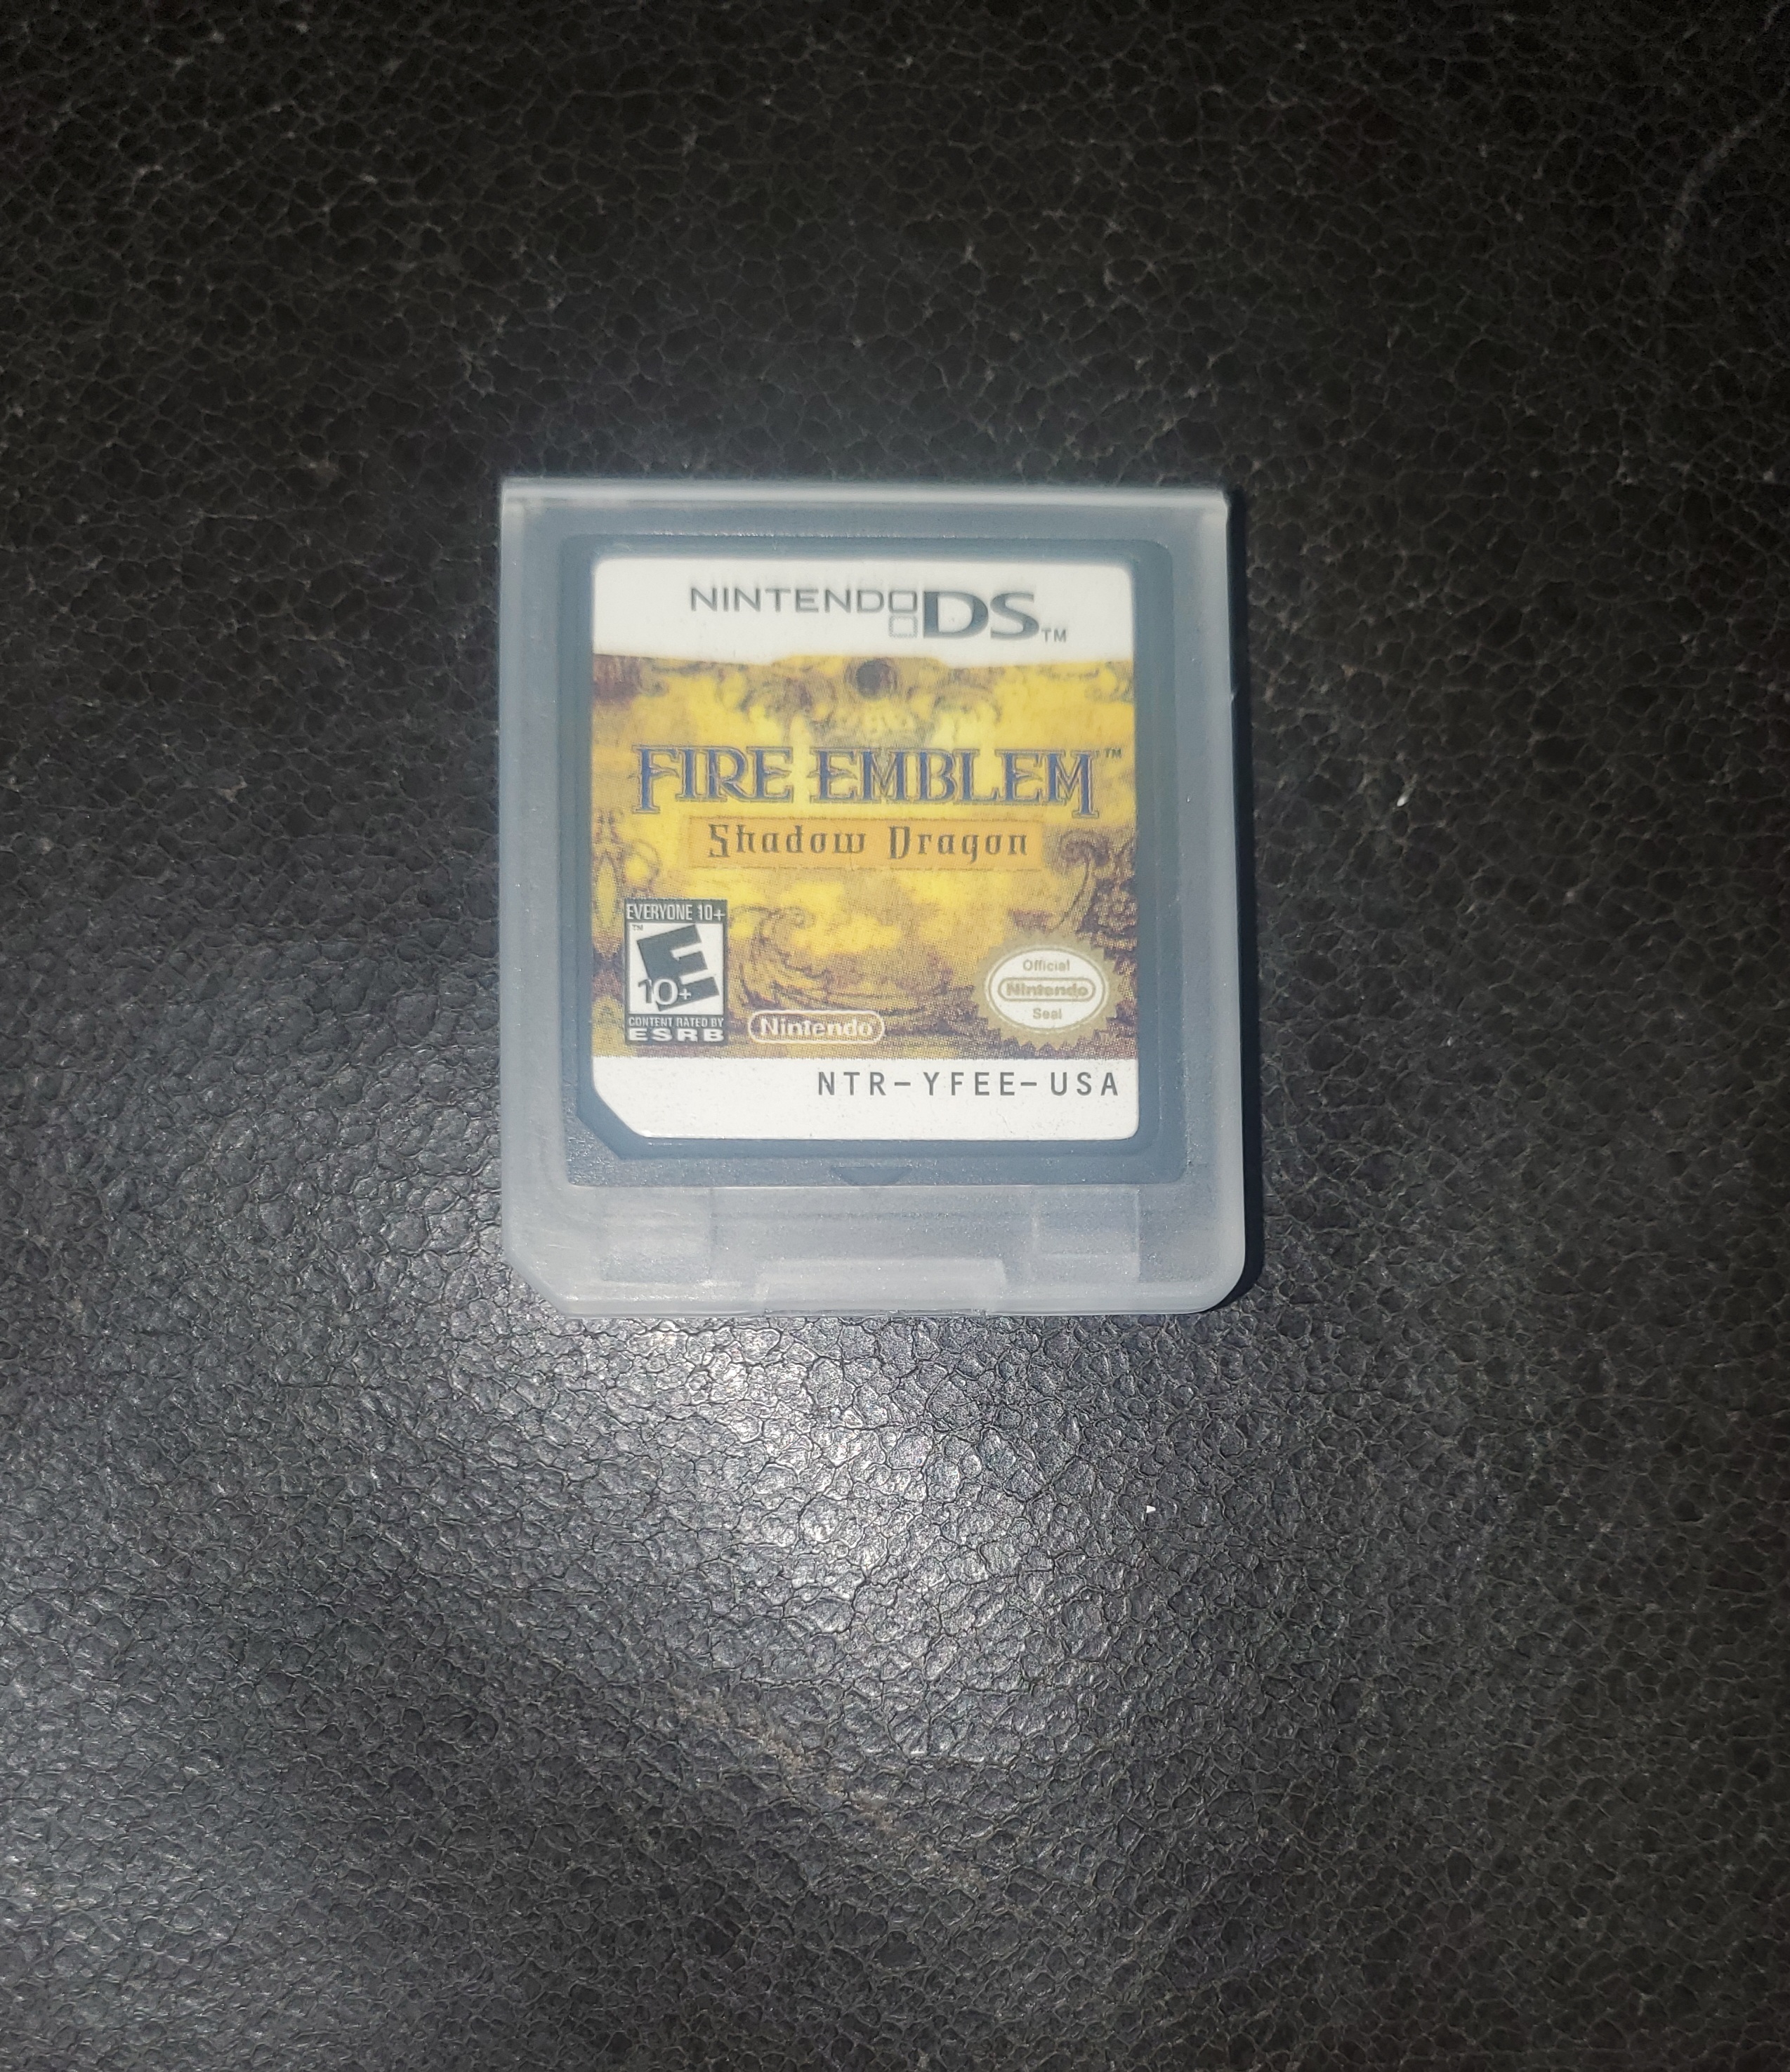 NINTENDO DS™
FIRE EMBLEM™
Shadow Dragon
EVERYONE 10+
™
E
10+
CONTENT RATED BY
ESRB
Nintendo
Official
Nintendo
Seal
NTR-YFEE-USA